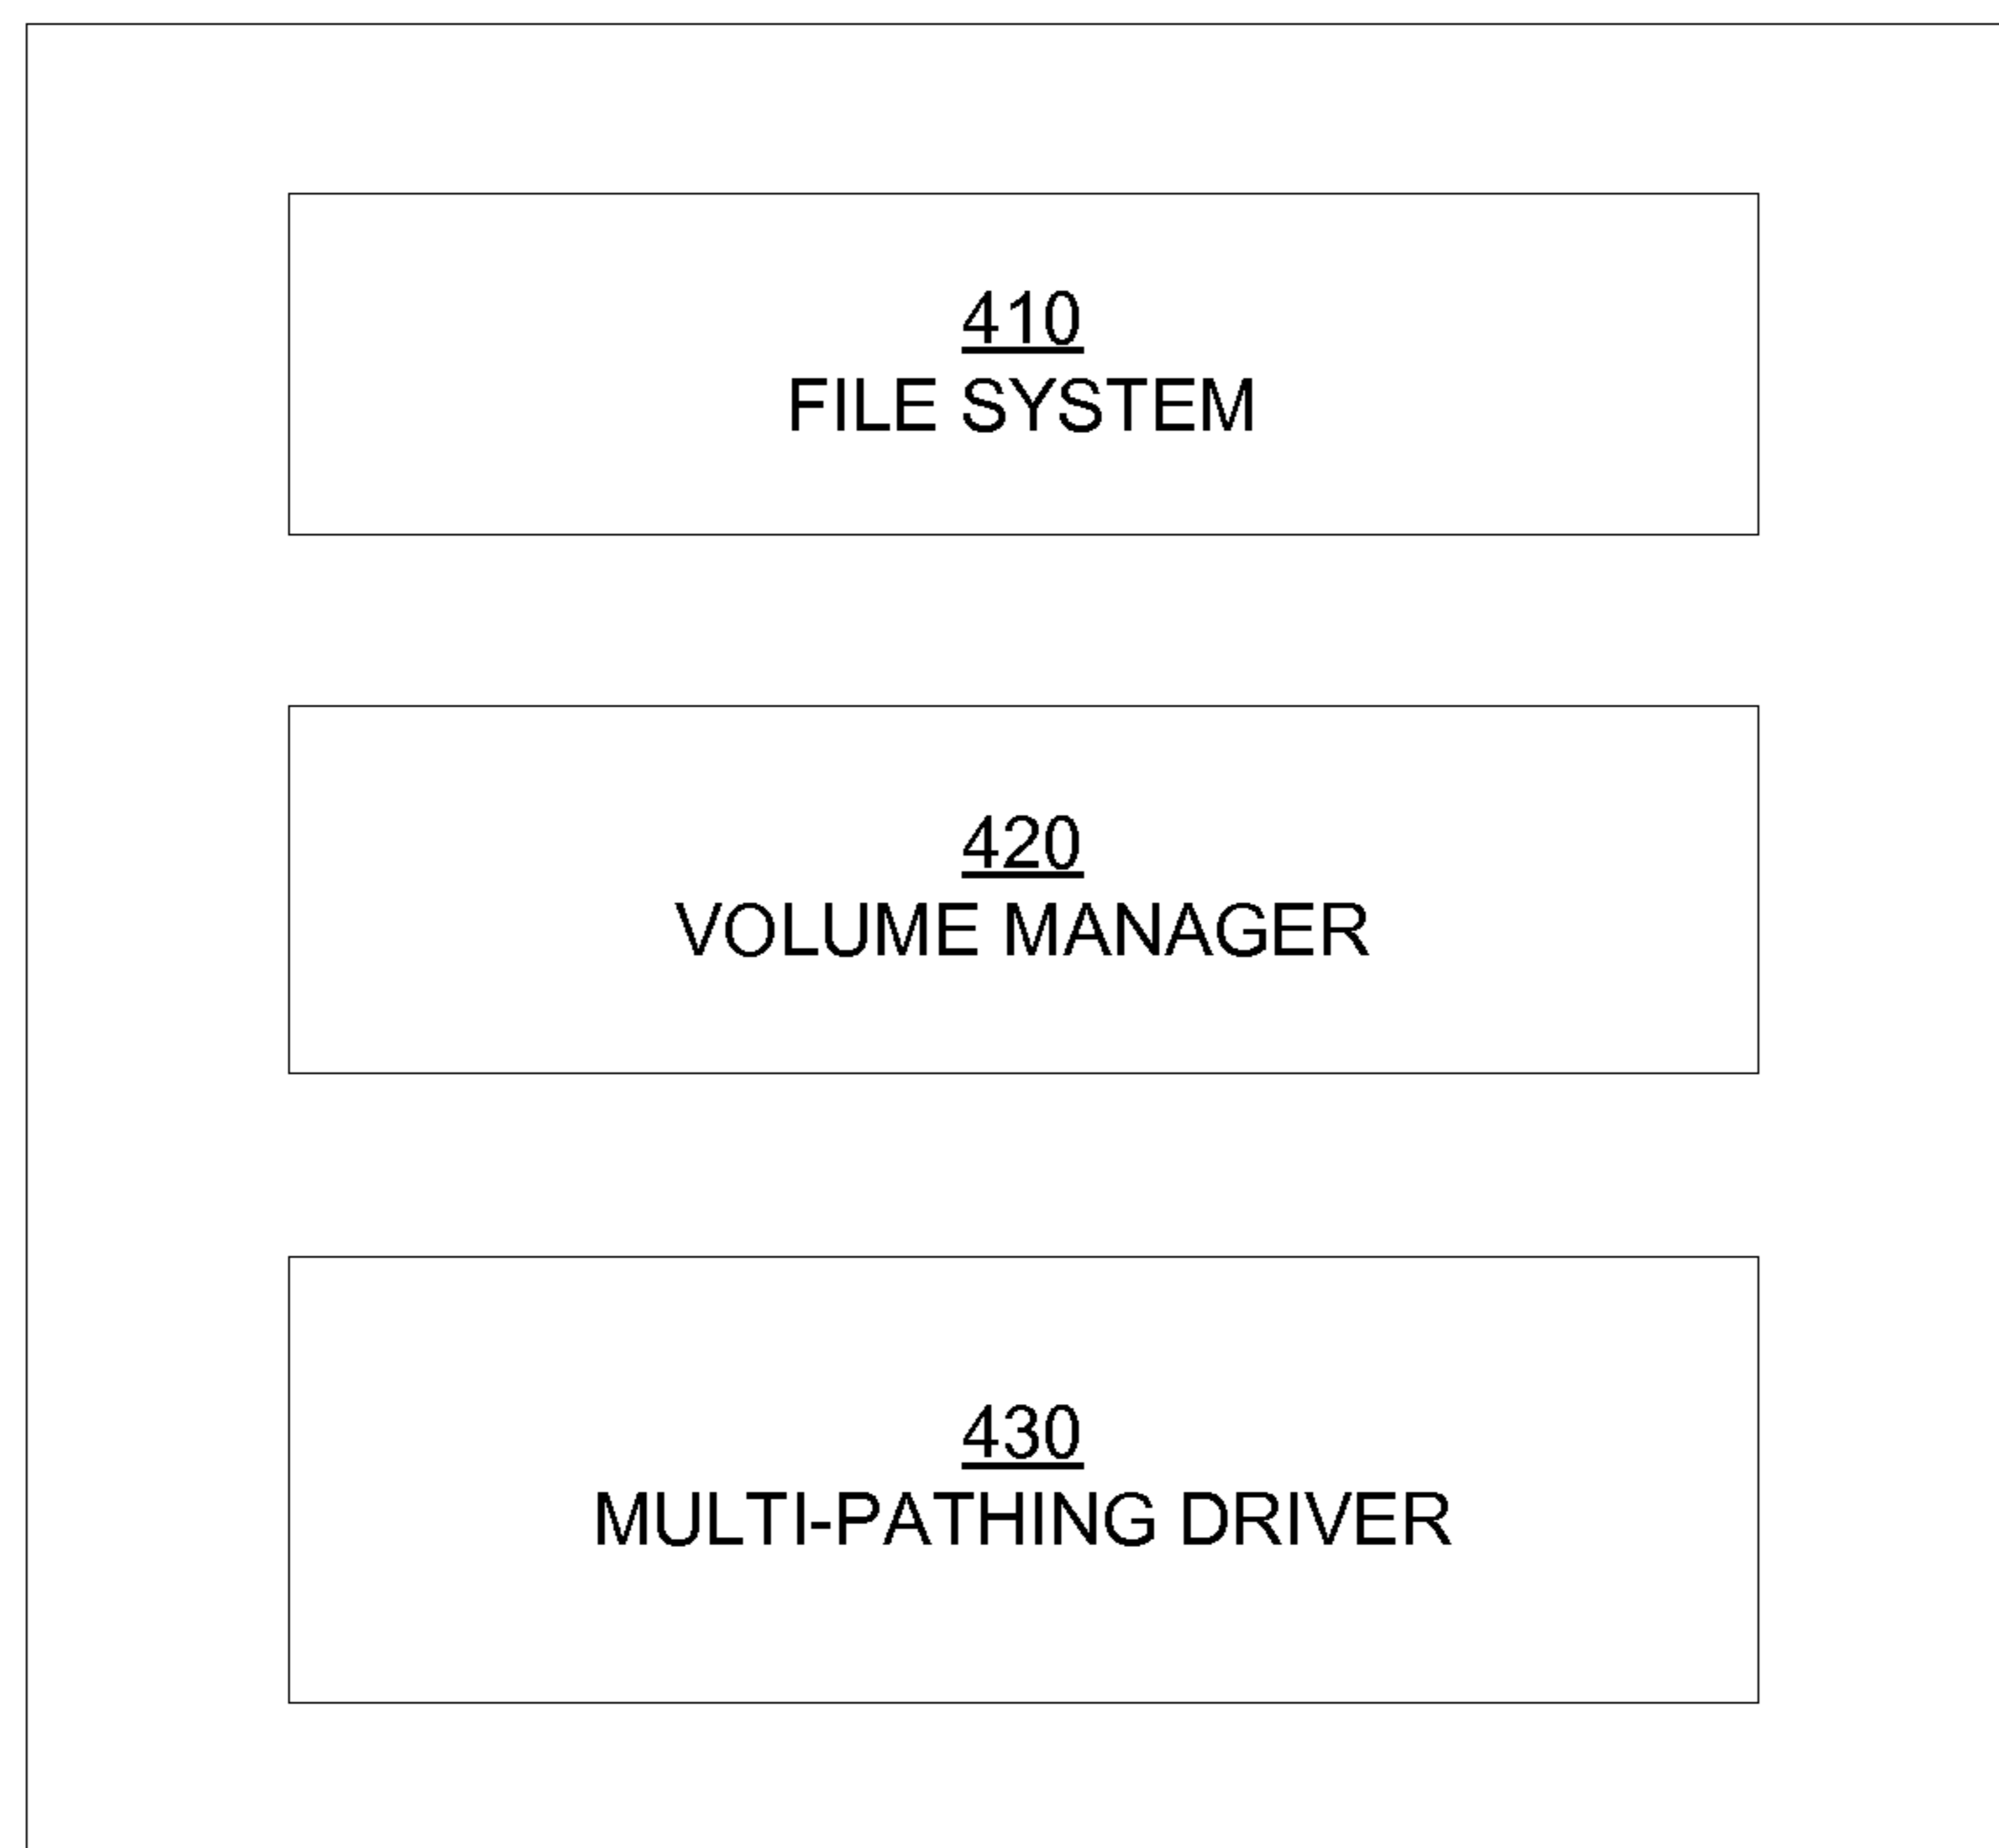 410
FILE SYSTEM
420
VOLUME MANAGER
430
MULTI-PATHING DRIVER